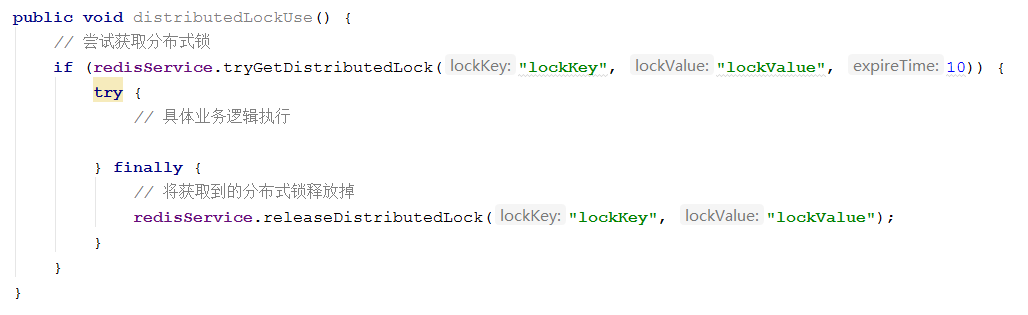 public void distributedLockUse() {
// 尝试获取分布式锁
if (redisService.tryGetDistributedLock( lockKey: "lockKey", lockValue: "lockValue", expireTime: 10)) {
try {
// 具体业务逻辑执行
} finally {
// 将获取到的分布式锁释放掉
redisService.releaseDistributedLock( lockKey: "lockKey", lockValue: "lockValue");
}
}
}